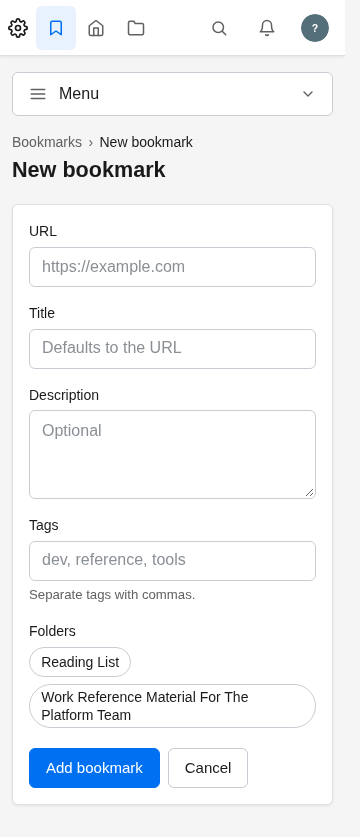 ?
Menu
Bookmarks › New bookmark
New bookmark
URL
https://example.com
Title
Defaults to the URL
Description
Optional
Tags
dev, reference, tools
Separate tags with commas.
Folders
Reading List
Work Reference Material For The
Platform Team
Add bookmark Cancel